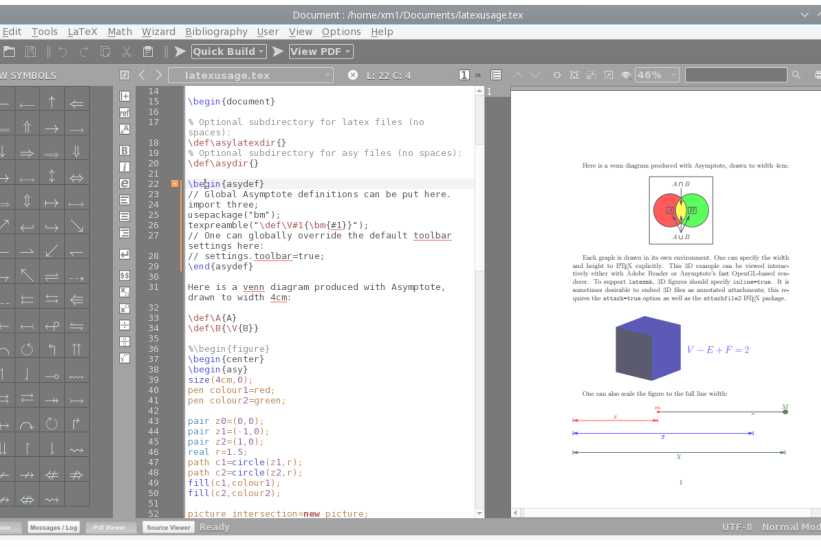 Document : /home/xm1/Documents/latexusage.tex
Edit Tools LaTeX Math Wizard Bibliography User View Options Help
Quick Build View PDF
W SYMBOLS
latexusage.tex
L: 22 C: 4
1 »
46%
14
15 \begin{document}
16
17 % Optional subdirectory for latex files (no
spaces):
18 \def\asylatexdir{}
19 % Optional subdirectory for asy files (no spaces):
20 \def\asydir{}
21
22 \begin{asydef}
23 // Global Asymptote definitions can be put here.
24 import three;
25 usepackage("bm");
26 texpreamble("\def\V#1{\bm{#1}}");
27 // One can globally override the default toolbar
settings here:
28 // settings.toolbar=true;
29 \end{asydef}
30
31 Here is a venn diagram produced with Asymptote,
drawn to width 4cm:
32
33 \def\A{A}
34 \def\B{\V{B}}
35
36 %\begin{figure}
37 \begin{center}
38 \begin{asy}
39 size(4cm,0);
40 pen colour1=red;
41 pen colour2=green;
42
43 pair z0=(0,0);
44 pair z1=(-1,0);
45 pair z2=(1,0);
46 real r=1.5;
47 path c1=circle(z1,r);
48 path c2=circle(z2,r);
49 fill(c1,colour1);
50 fill(c2,colour2);
51
52 picture intersection=new picture;
1
Here is a venn diagram produced with Asymptote, drawn to width 4cm:
A∩B
A B
A∪B
Each graph is drawn in its own environment. One can specify the width
and height to LATEX explicitly. This 3D example can be viewed interac-
tively either with Adobe Reader or Asymptote's fast OpenGL-based ren-
derer. To support latexmk, 3D figures should specify inline=true. It is
sometimes desirable to embed 3D files as annotated attachments; this re-
quires the attach=true option as well as the attachfile2 LATEX package.
V − E + F = 2
One can also scale the figure to the full line width:
m M
x
X
1
Messages / Log Pdf Viewer Source Viewer Ready UTF-8 Normal Mod